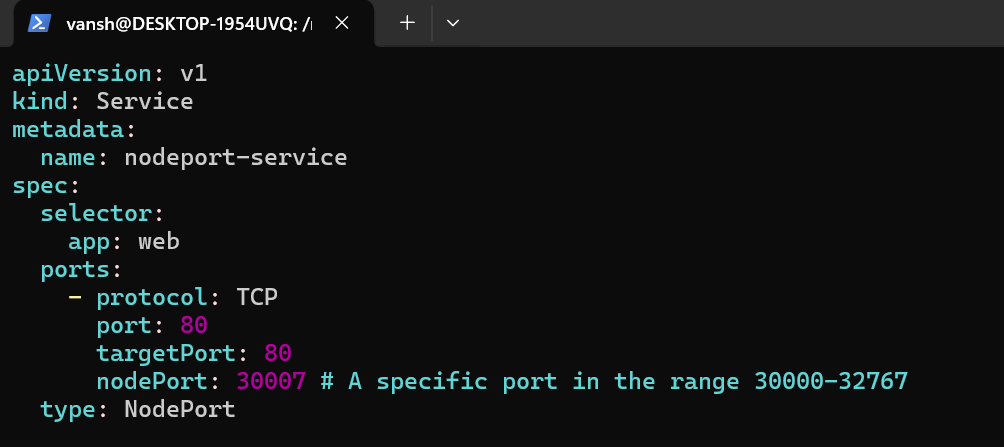 vansh@DESKTOP-1954UVQ: /
apiVersion: v1
kind: Service
metadata:
  name: nodeport-service
spec:
  selector:
    app: web
  ports:
    - protocol: TCP
      port: 80
      targetPort: 80
      nodePort: 30007 # A specific port in the range 30000-32767
  type: NodePort